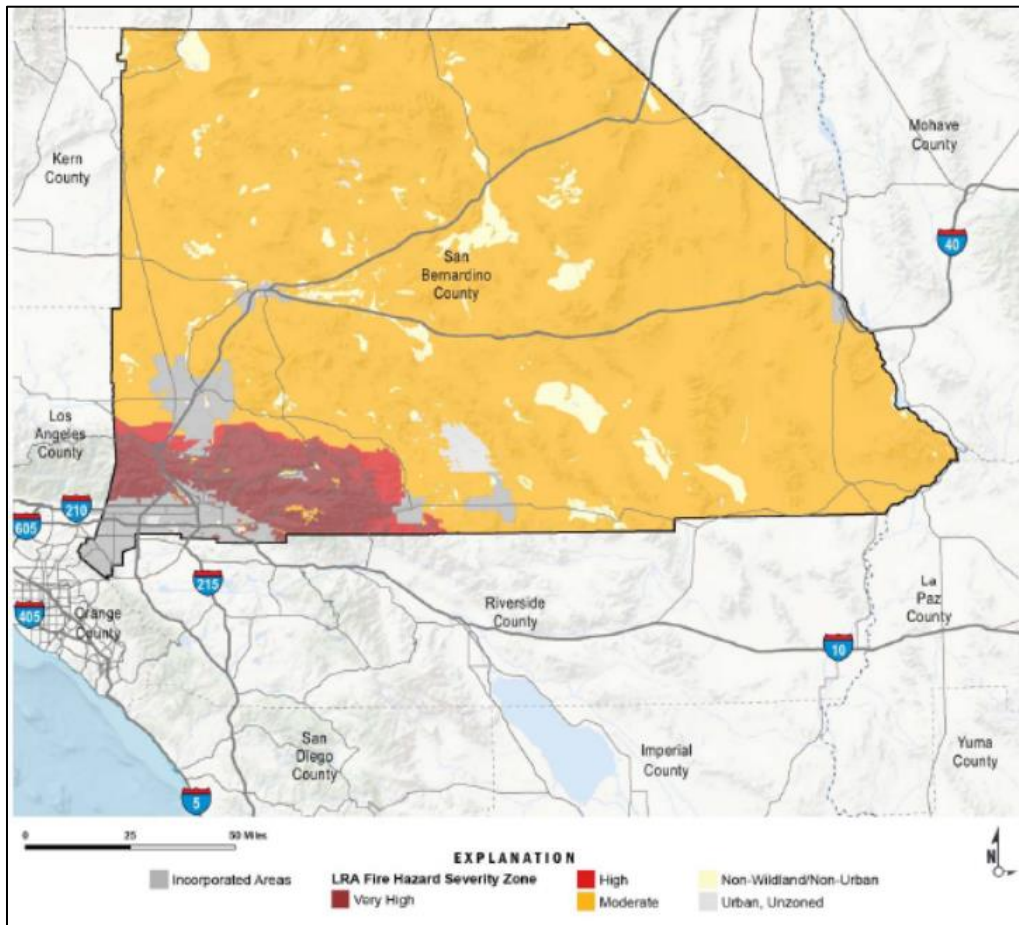 Kern
County
Mohave
County
40
San
Bernardino
County
Los
Angeles
County
210
605
215
La
Paz
County
Orange
County
405
Riverside
County
10
San
Diego
County
Imperial
County
Yuma
County
5
0 25 50 Miles
EXPLANATION
N
Incorporated Areas
LRA Fire Hazard Severity Zone
Very High
High
Moderate
Non-Wildland/Non-Urban
Urban, Unzoned